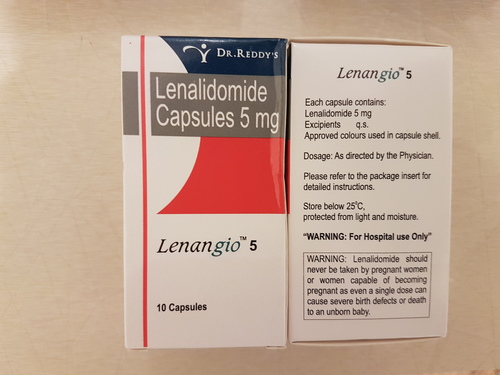 DR.REDDY'S
Lenalidomide
Capsules 5 mg
Lenangio™ 5
10 Capsules
Lenangio™ 5
Each capsule contains:
Lenalidomide 5 mg
Excipients q.s.
Approved colours used in capsule shell.
Dosage: As directed by the Physician.
Please refer to the package insert for
detailed instructions.
Store below 25°C,
protected from light and moisture.
"WARNING: For Hospital use Only"
WARNING: Lenalidomide should
never be taken by pregnant women
or women capable of becoming
pregnant as even a single dose can
cause severe birth defects or death
to an unborn baby.